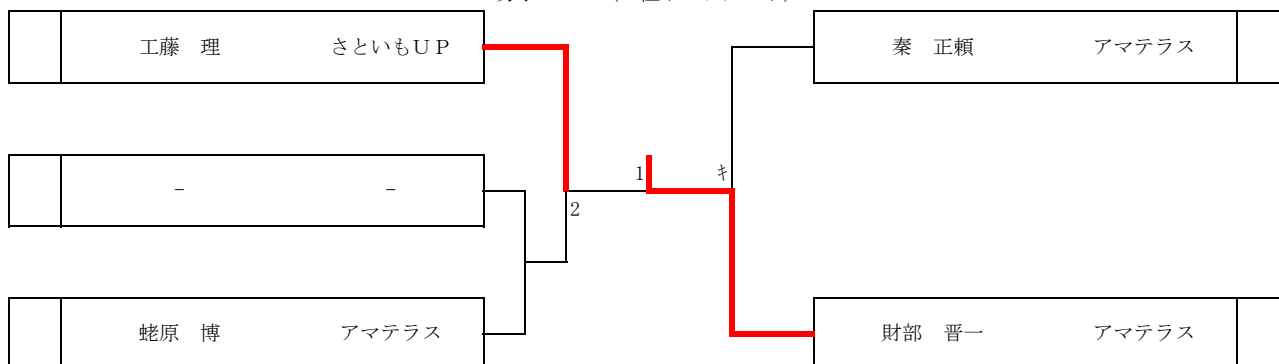 工藤　理　さといもUP
秦　正頼　アマテラス
－　－
1
ｷ
2
蛯原　博　アマテラス
財部　晋一　アマテラス